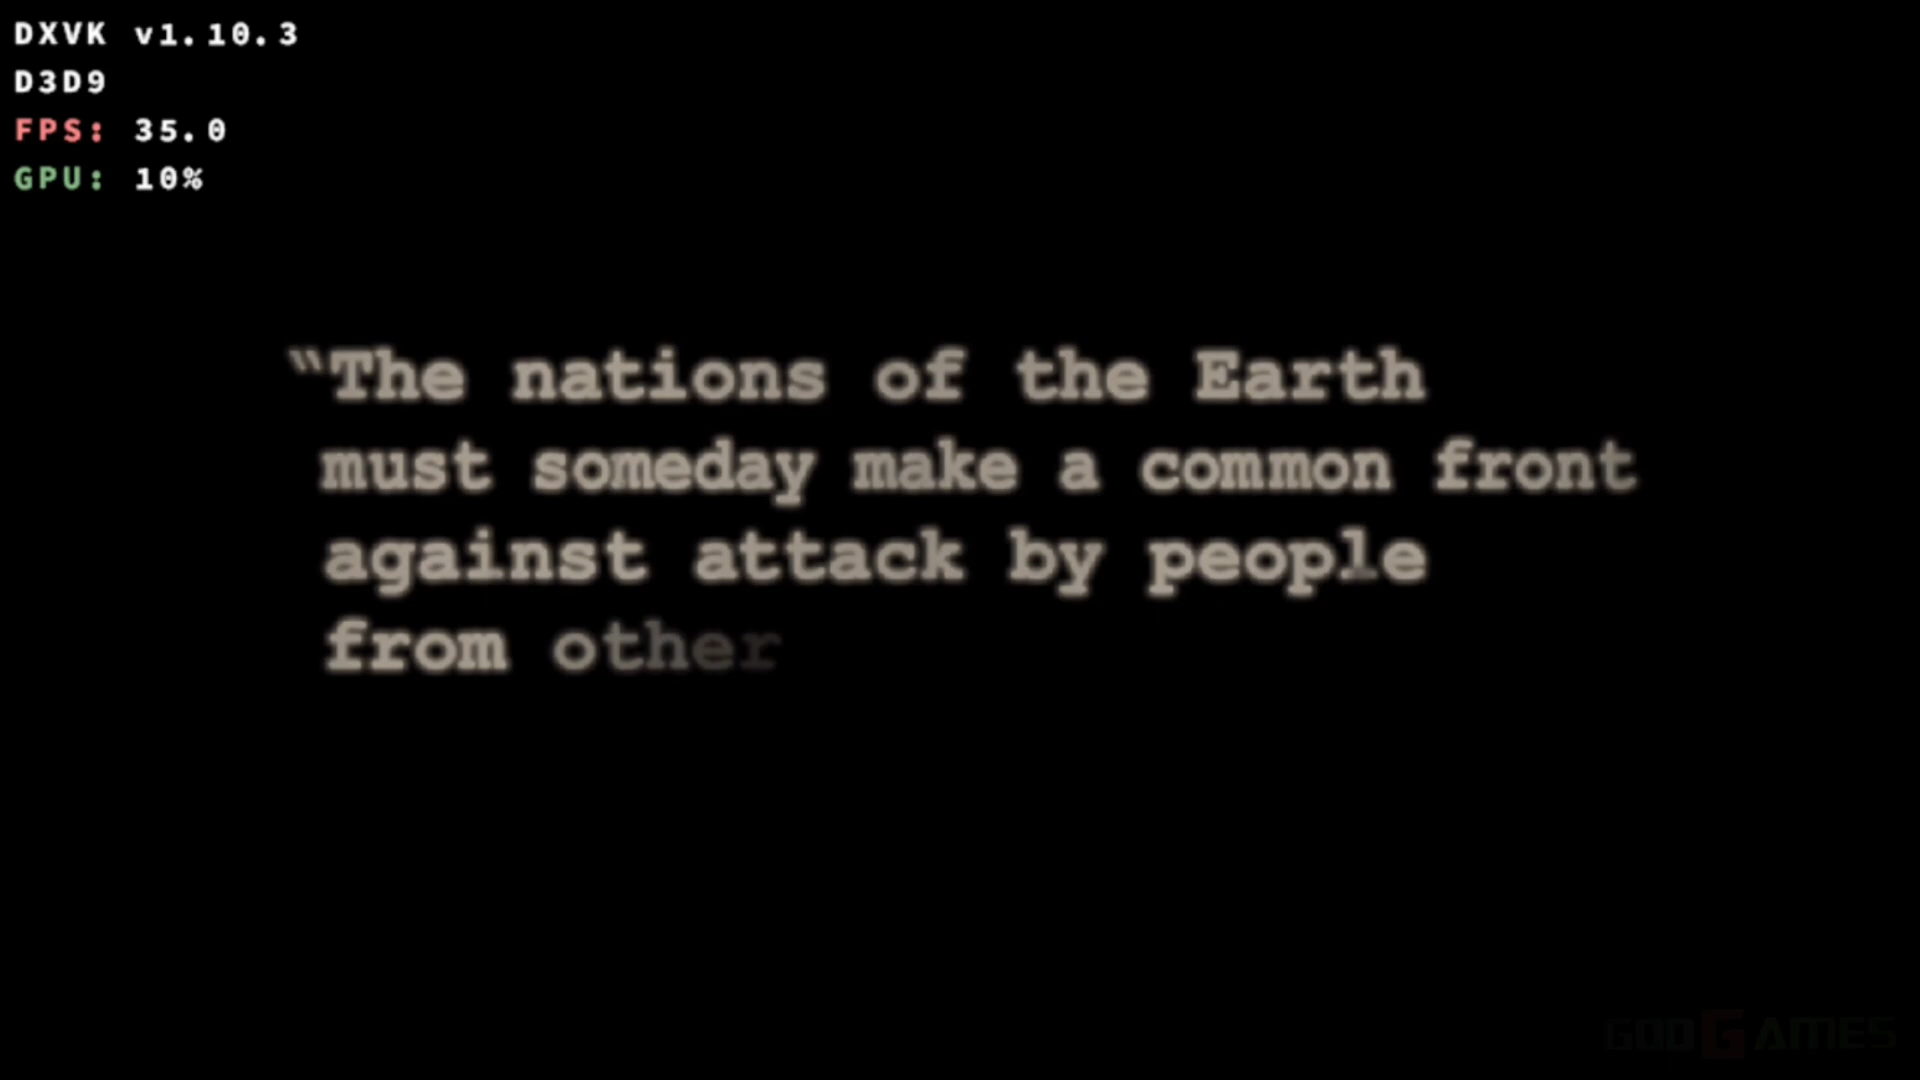 DXVK v1.10.3
D3D9
FPS: 35.0
GPU: 10%
“The nations of the Earth
must someday make a common front
against attack by people
from other
GOOGAMES